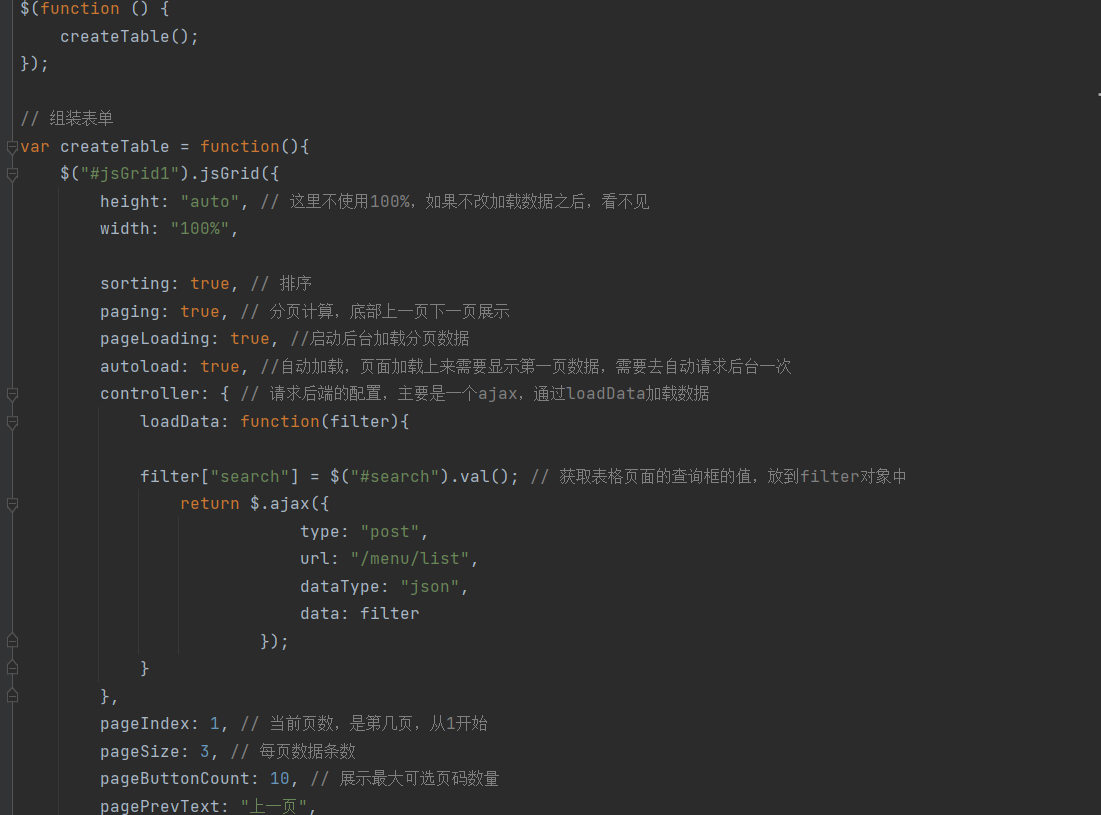 $(function () {
    createTable();
});

// 组装表单
var createTable = function(){
    $("#jsGrid1").jsGrid({
        height: "auto", // 这里不使用100%，如果不改加载数据之后，看不见
        width: "100%",

        sorting: true, // 排序
        paging: true, // 分页计算，底部上一页下一页展示
        pageLoading: true, //启动后台加载分页数据
        autoload: true, //自动加载，页面加载上来需要显示第一页数据，需要去自动请求后台一次
        controller: { // 请求后端的配置，主要是一个ajax，通过loadData加载数据
            loadData: function(filter){

            filter["search"] = $("#search").val(); // 获取表格页面的查询框的值，放到filter对象中
                return $.ajax({
                            type: "post",
                            url: "/menu/list",
                            dataType: "json",
                            data: filter
                        });
            }
        },
        pageIndex: 1, // 当前页数，是第几页，从1开始
        pageSize: 3, // 每页数据条数
        pageButtonCount: 10, // 展示最大可选页码数量
        pagePrevText: "上一页",